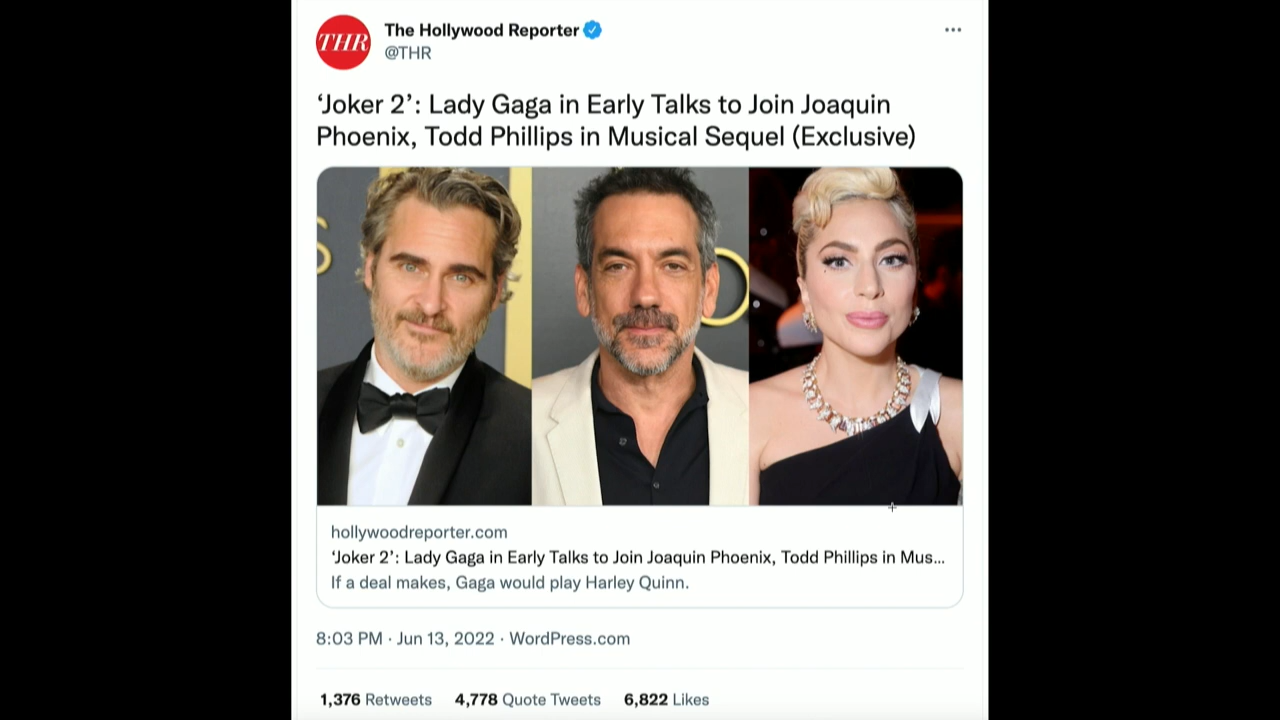 THR
The Hollywood Reporter
@THR
‘Joker 2’: Lady Gaga in Early Talks to Join Joaquin
Phoenix, Todd Phillips in Musical Sequel (Exclusive)
hollywoodreporter.com
‘Joker 2’: Lady Gaga in Early Talks to Join Joaquin Phoenix, Todd Phillips in Mus...
If a deal makes, Gaga would play Harley Quinn.
8:03 PM · Jun 13, 2022 · WordPress.com
1,376 Retweets 4,778 Quote Tweets 6,822 Likes